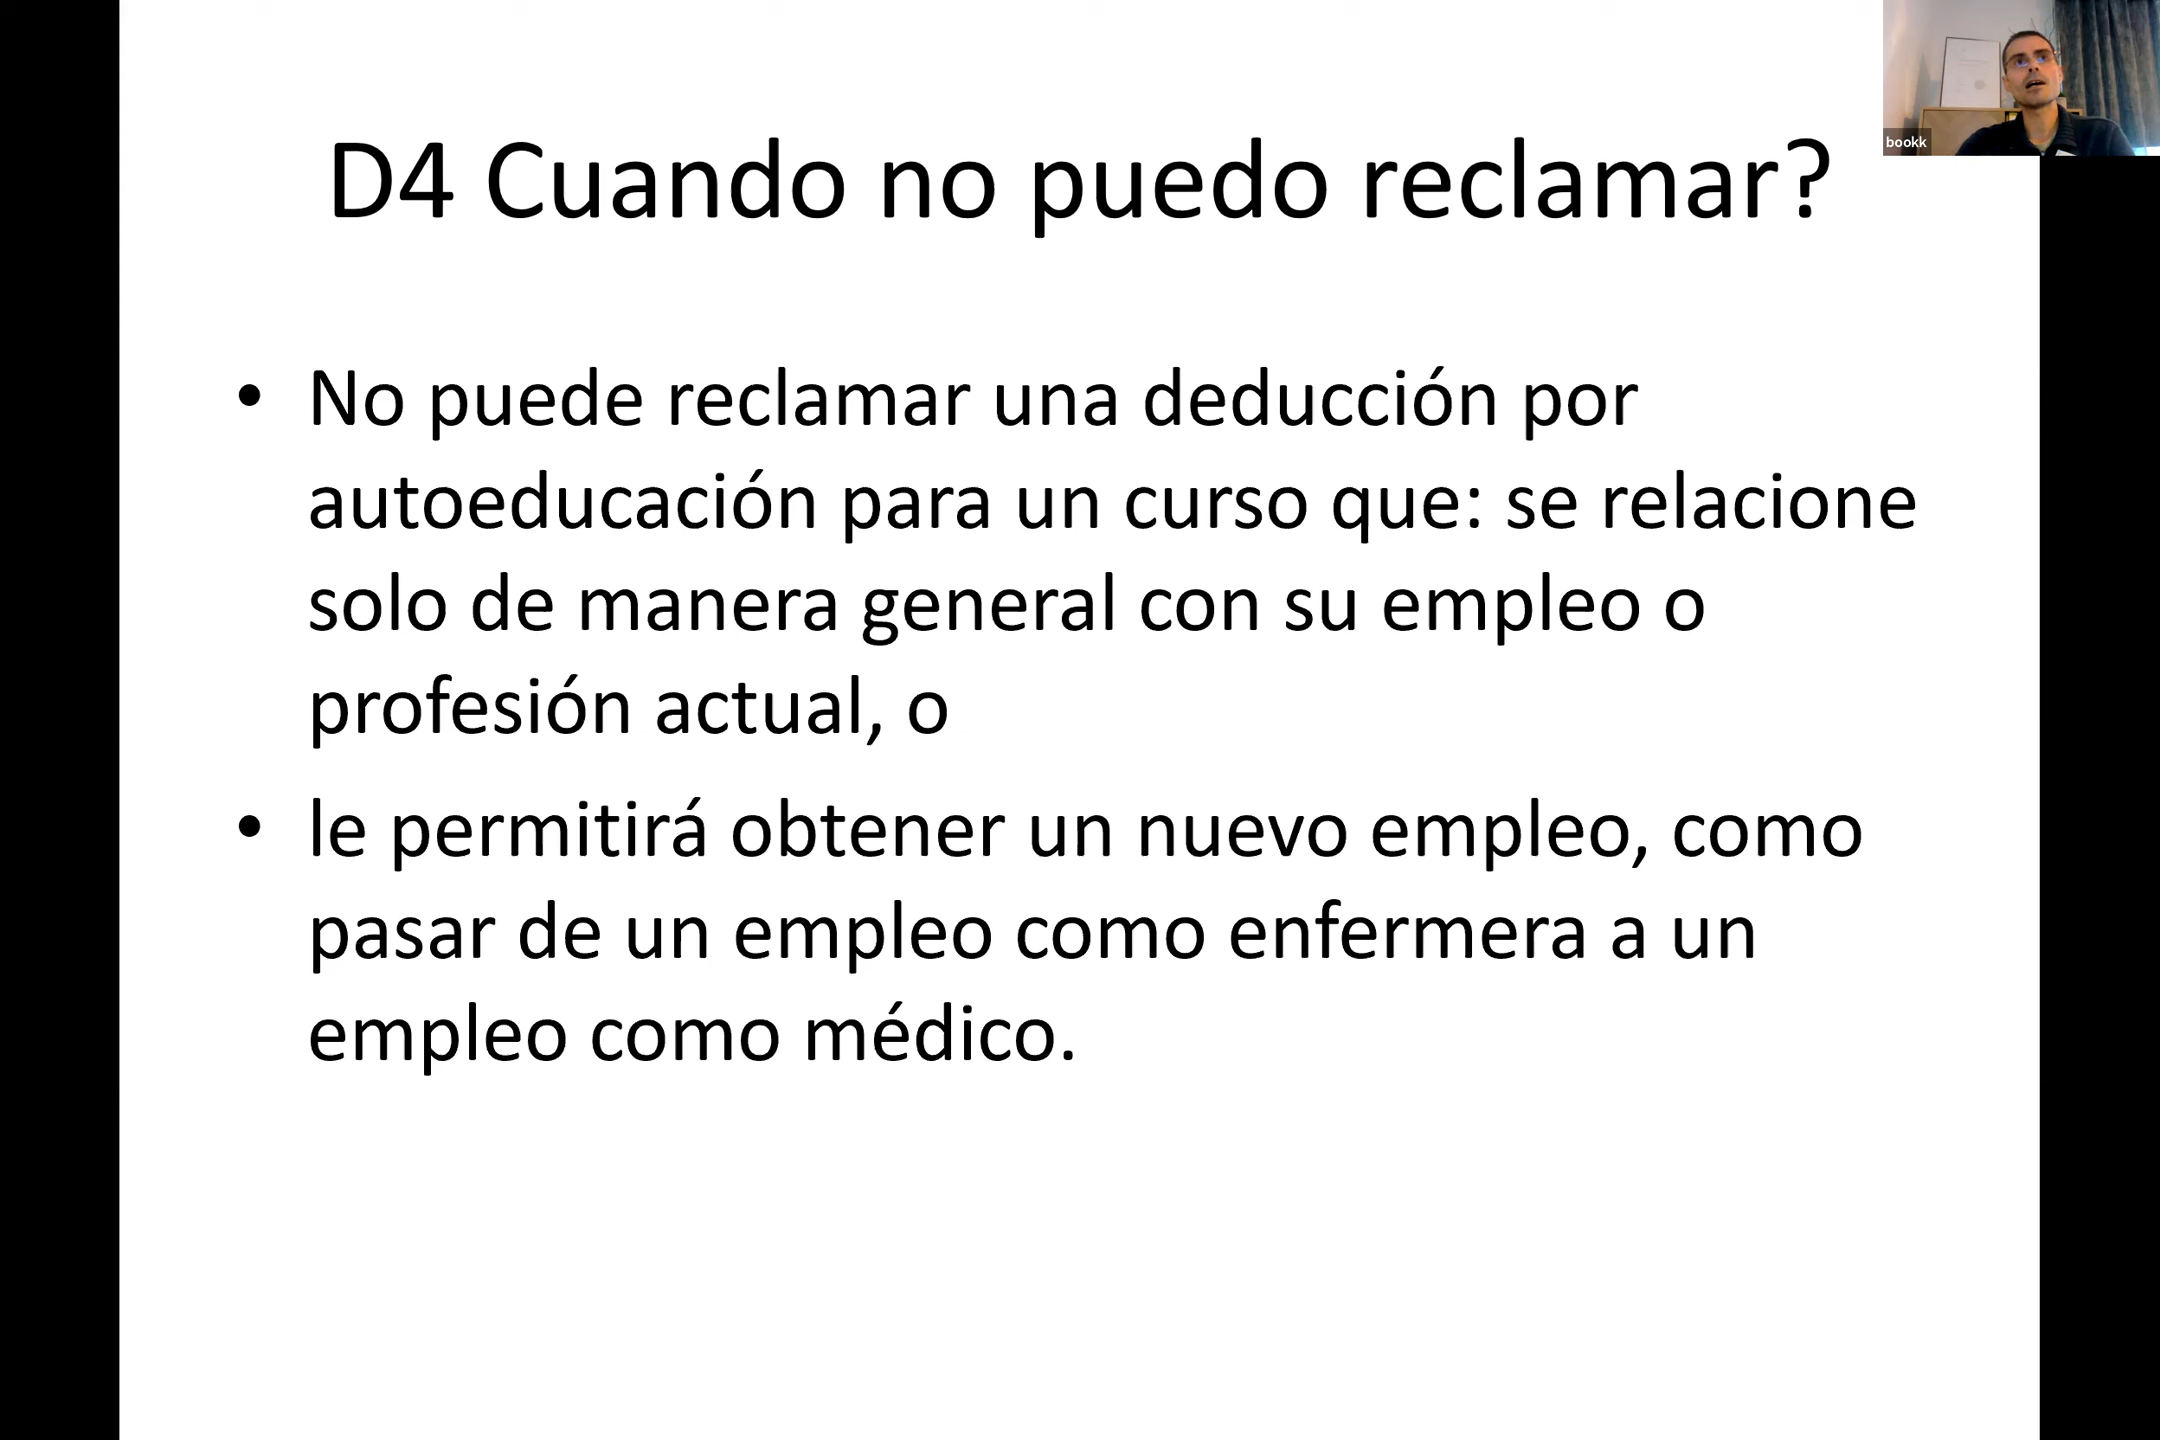 D4 Cuando no puedo reclamar?
bookk
• No puede reclamar una deducción por
autoeducación para un curso que: se relacione
solo de manera general con su empleo o
profesión actual, o
• le permitirá obtener un nuevo empleo, como
pasar de un empleo como enfermera a un
empleo como médico.